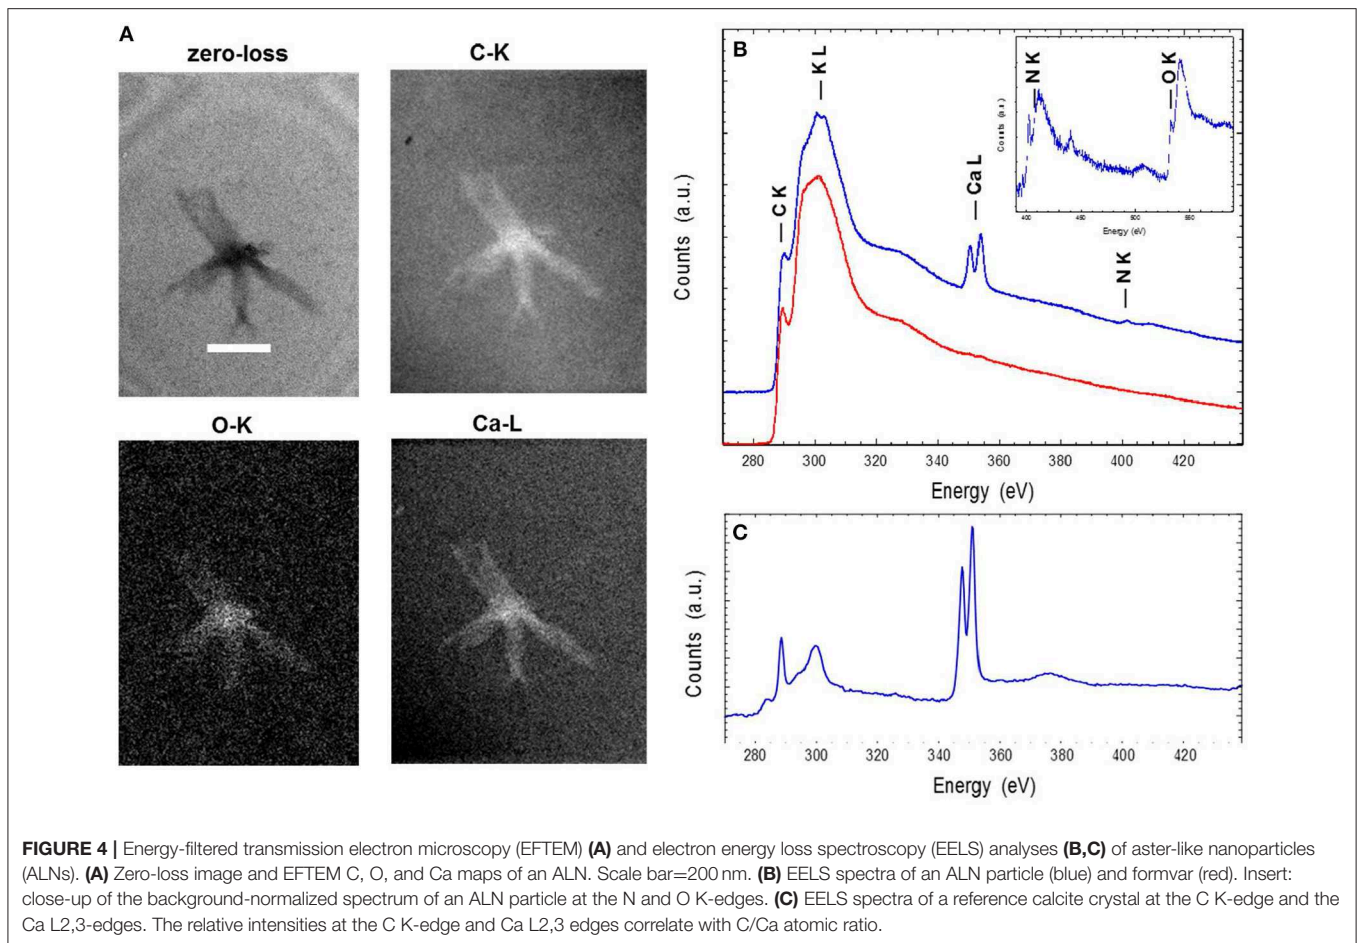 A
zero-loss
C-K
O-K
Ca-L
B
C K
K L
Ca L
N K
Counts (a.u.)
280 300 320 340 360 380 400 420
Energy (eV)
N K
O K
Counts (a.u.)
400 450 500 550
Energy (eV)
C
Counts (a.u.)
280 300 320 340 360 380 400 420
Energy (eV)
FIGURE 4 | Energy-filtered transmission electron microscopy (EFTEM) (A) and electron energy loss spectroscopy (EELS) analyses (B,C) of aster-like nanoparticles
(ALNs). (A) Zero-loss image and EFTEM C, O, and Ca maps of an ALN. Scale bar=200 nm. (B) EELS spectra of an ALN particle (blue) and formvar (red). Insert:
close-up of the background-normalized spectrum of an ALN particle at the N and O K-edges. (C) EELS spectra of a reference calcite crystal at the C K-edge and the
Ca L2,3-edges. The relative intensities at the C K-edge and Ca L2,3 edges correlate with C/Ca atomic ratio.